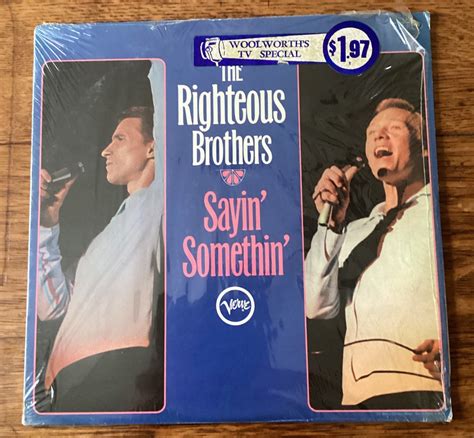 WOOLWORTH'S
TV SPECIAL
$1.97
THE
Righteous
Brothers
Sayin'
Somethin'
Verve